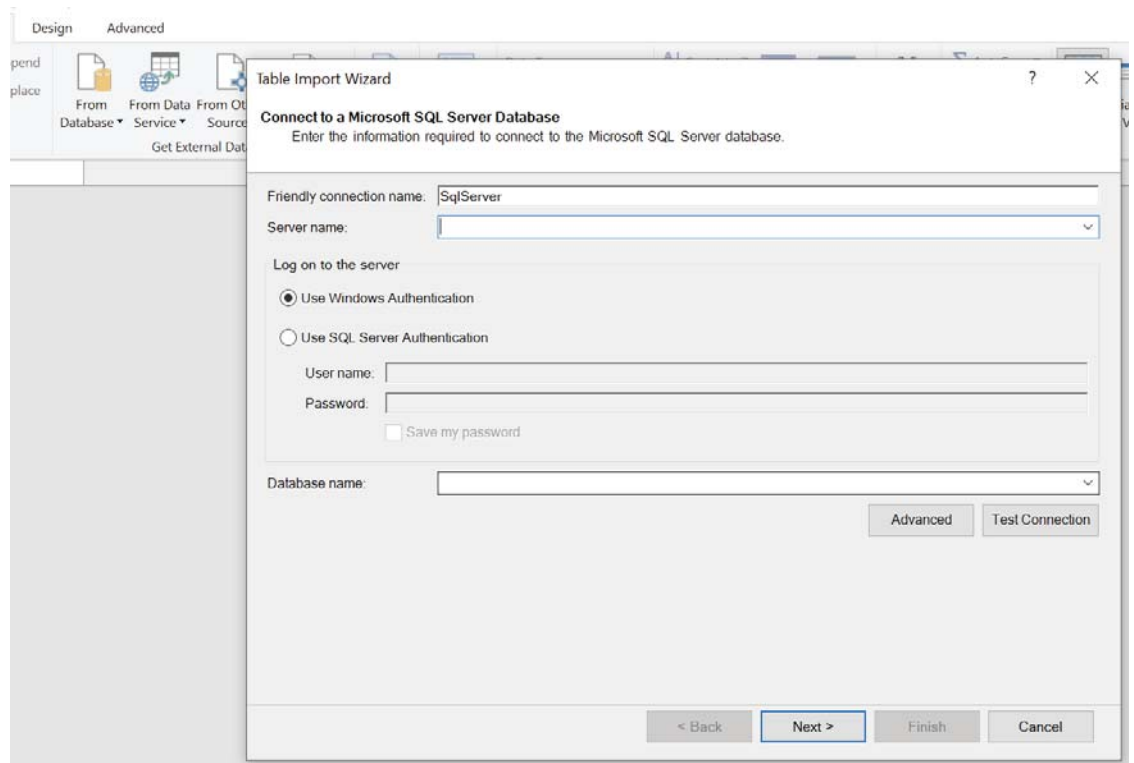 Design Advanced
pend
place
From Database
From Data Service
From Ot
Source
Get External Dat
Table Import Wizard ?
Connect to a Microsoft SQL Server Database
Enter the information required to connect to the Microsoft SQL Server database.
Friendly connection name: SqlServer
Server name:
Log on to the server
Use Windows Authentication
Use SQL Server Authentication
User name:
Password:
Save my password
Database name:
Advanced Test Connection
< Back Next > Finish Cancel